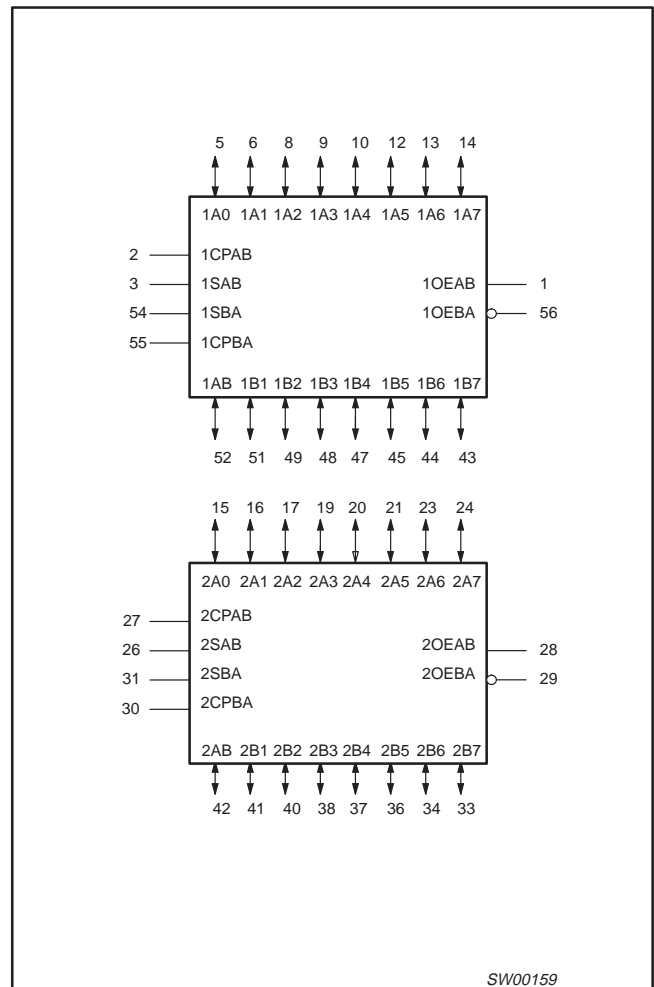 5 6 8 9 10 12 13 14
1A0 1A1 1A2 1A3 1A4 1A5 1A6 1A7
2 1CPAB
3 1SAB 1OEAB 1
54 1SBA 1OEBA 56
55 1CPBA
1AB 1B1 1B2 1B3 1B4 1B5 1B6 1B7
52 51 49 48 47 45 44 43
15 16 17 19 20 21 23 24
2A0 2A1 2A2 2A3 2A4 2A5 2A6 2A7
27 2CPAB
26 2SAB 2OEAB 28
31 2SBA 2OEBA 29
30 2CPBA
2AB 2B1 2B2 2B3 2B4 2B5 2B6 2B7
42 41 40 38 37 36 34 33
SW00159